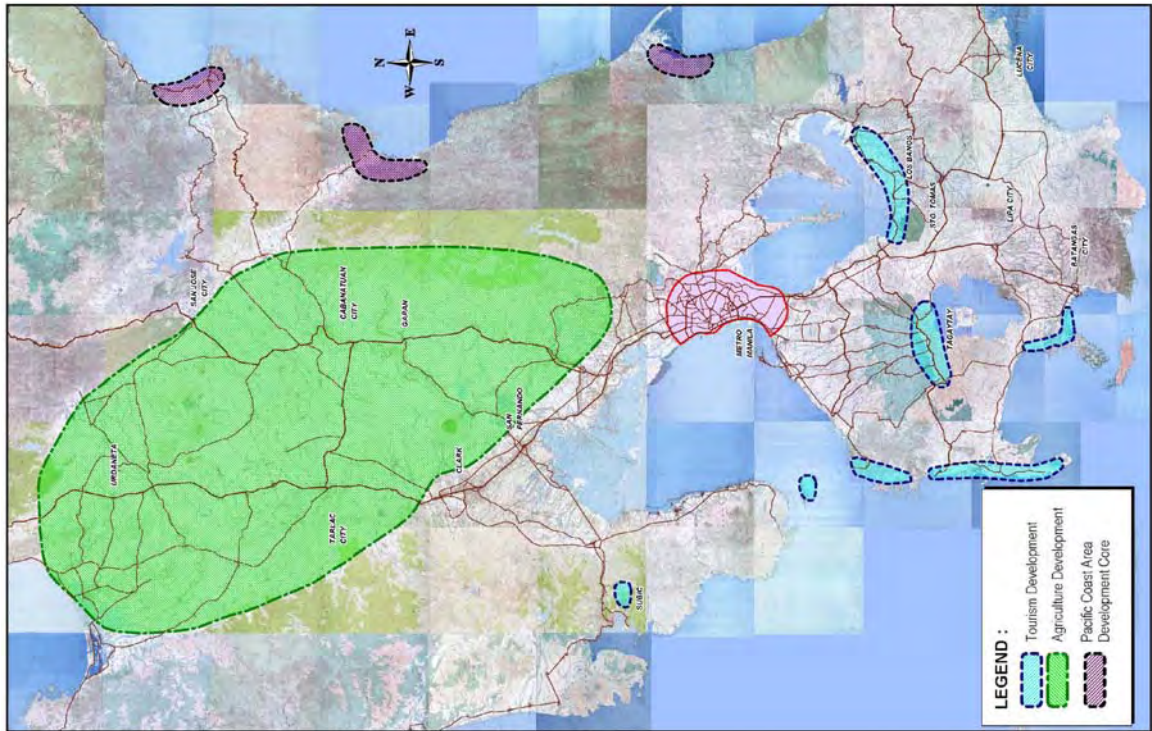 N
E
S
W
SAN JOSE
CITY
CABANATUAN
CITY
GAPAN
URDANETA
TARLAC
CITY
CLARK
SAN
FERNANDO
SUBIC
METRO
MANILA
LOS BANOS
STO. TOMAS
LUCENA
CITY
LIPA CITY
BATANGAS
CITY
TAGAYTAY
LEGEND :
Tourism Development
Agriculture Development
Pacific Coast Area
Development Core